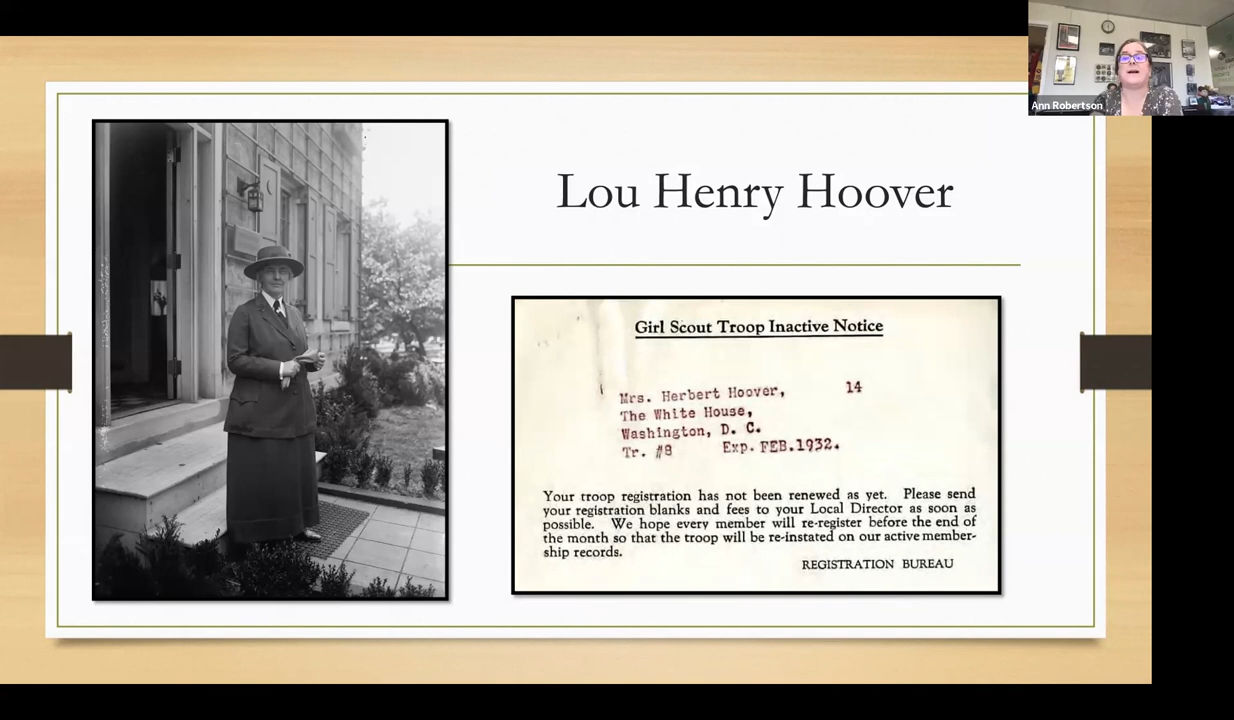 Ann Robertson
Lou Henry Hoover
Girl Scout Troop Inactive Notice
Mrs. Herbert Hoover, 14
The White House,
Washington, D. C.
Tr. #8 Exp. FEB.1932.
Your troop registration has not been renewed as yet. Please send
your registration blanks and fees to your Local Director as soon as
possible. We hope every member will re-register before the end of
the month so that the troop will be re-instated on our active member-
ship records.
REGISTRATION BUREAU